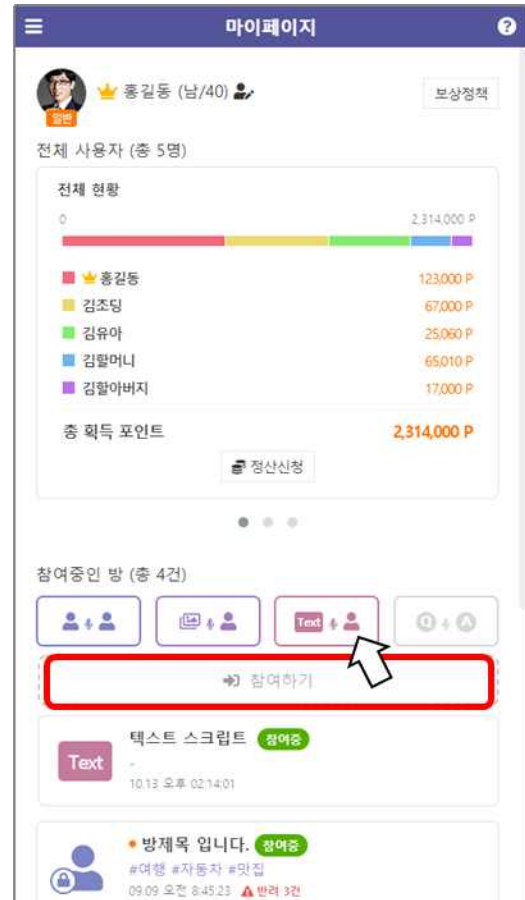 마이페이지
홍길동 (남/40)
보상정책
일반
전체 사용자 (총 5명)
전체 현황
0 2,314,000 P
홍길동 123,000 P
김초딩 67,000 P
김유아 25,060 P
김할머니 65,010 P
김할아버지 17,000 P
총 획득 포인트 2,314,000 P
정산신청
참여중인 방 (총 4건)
Text Q A
참여하기
텍스트 스크립트 참여중
Text
-
10.13 오후 02:14:01
방제목 입니다. 참여중
#여행 #자동차 #맛집
09.09 오전 8:45:23 반려 3건